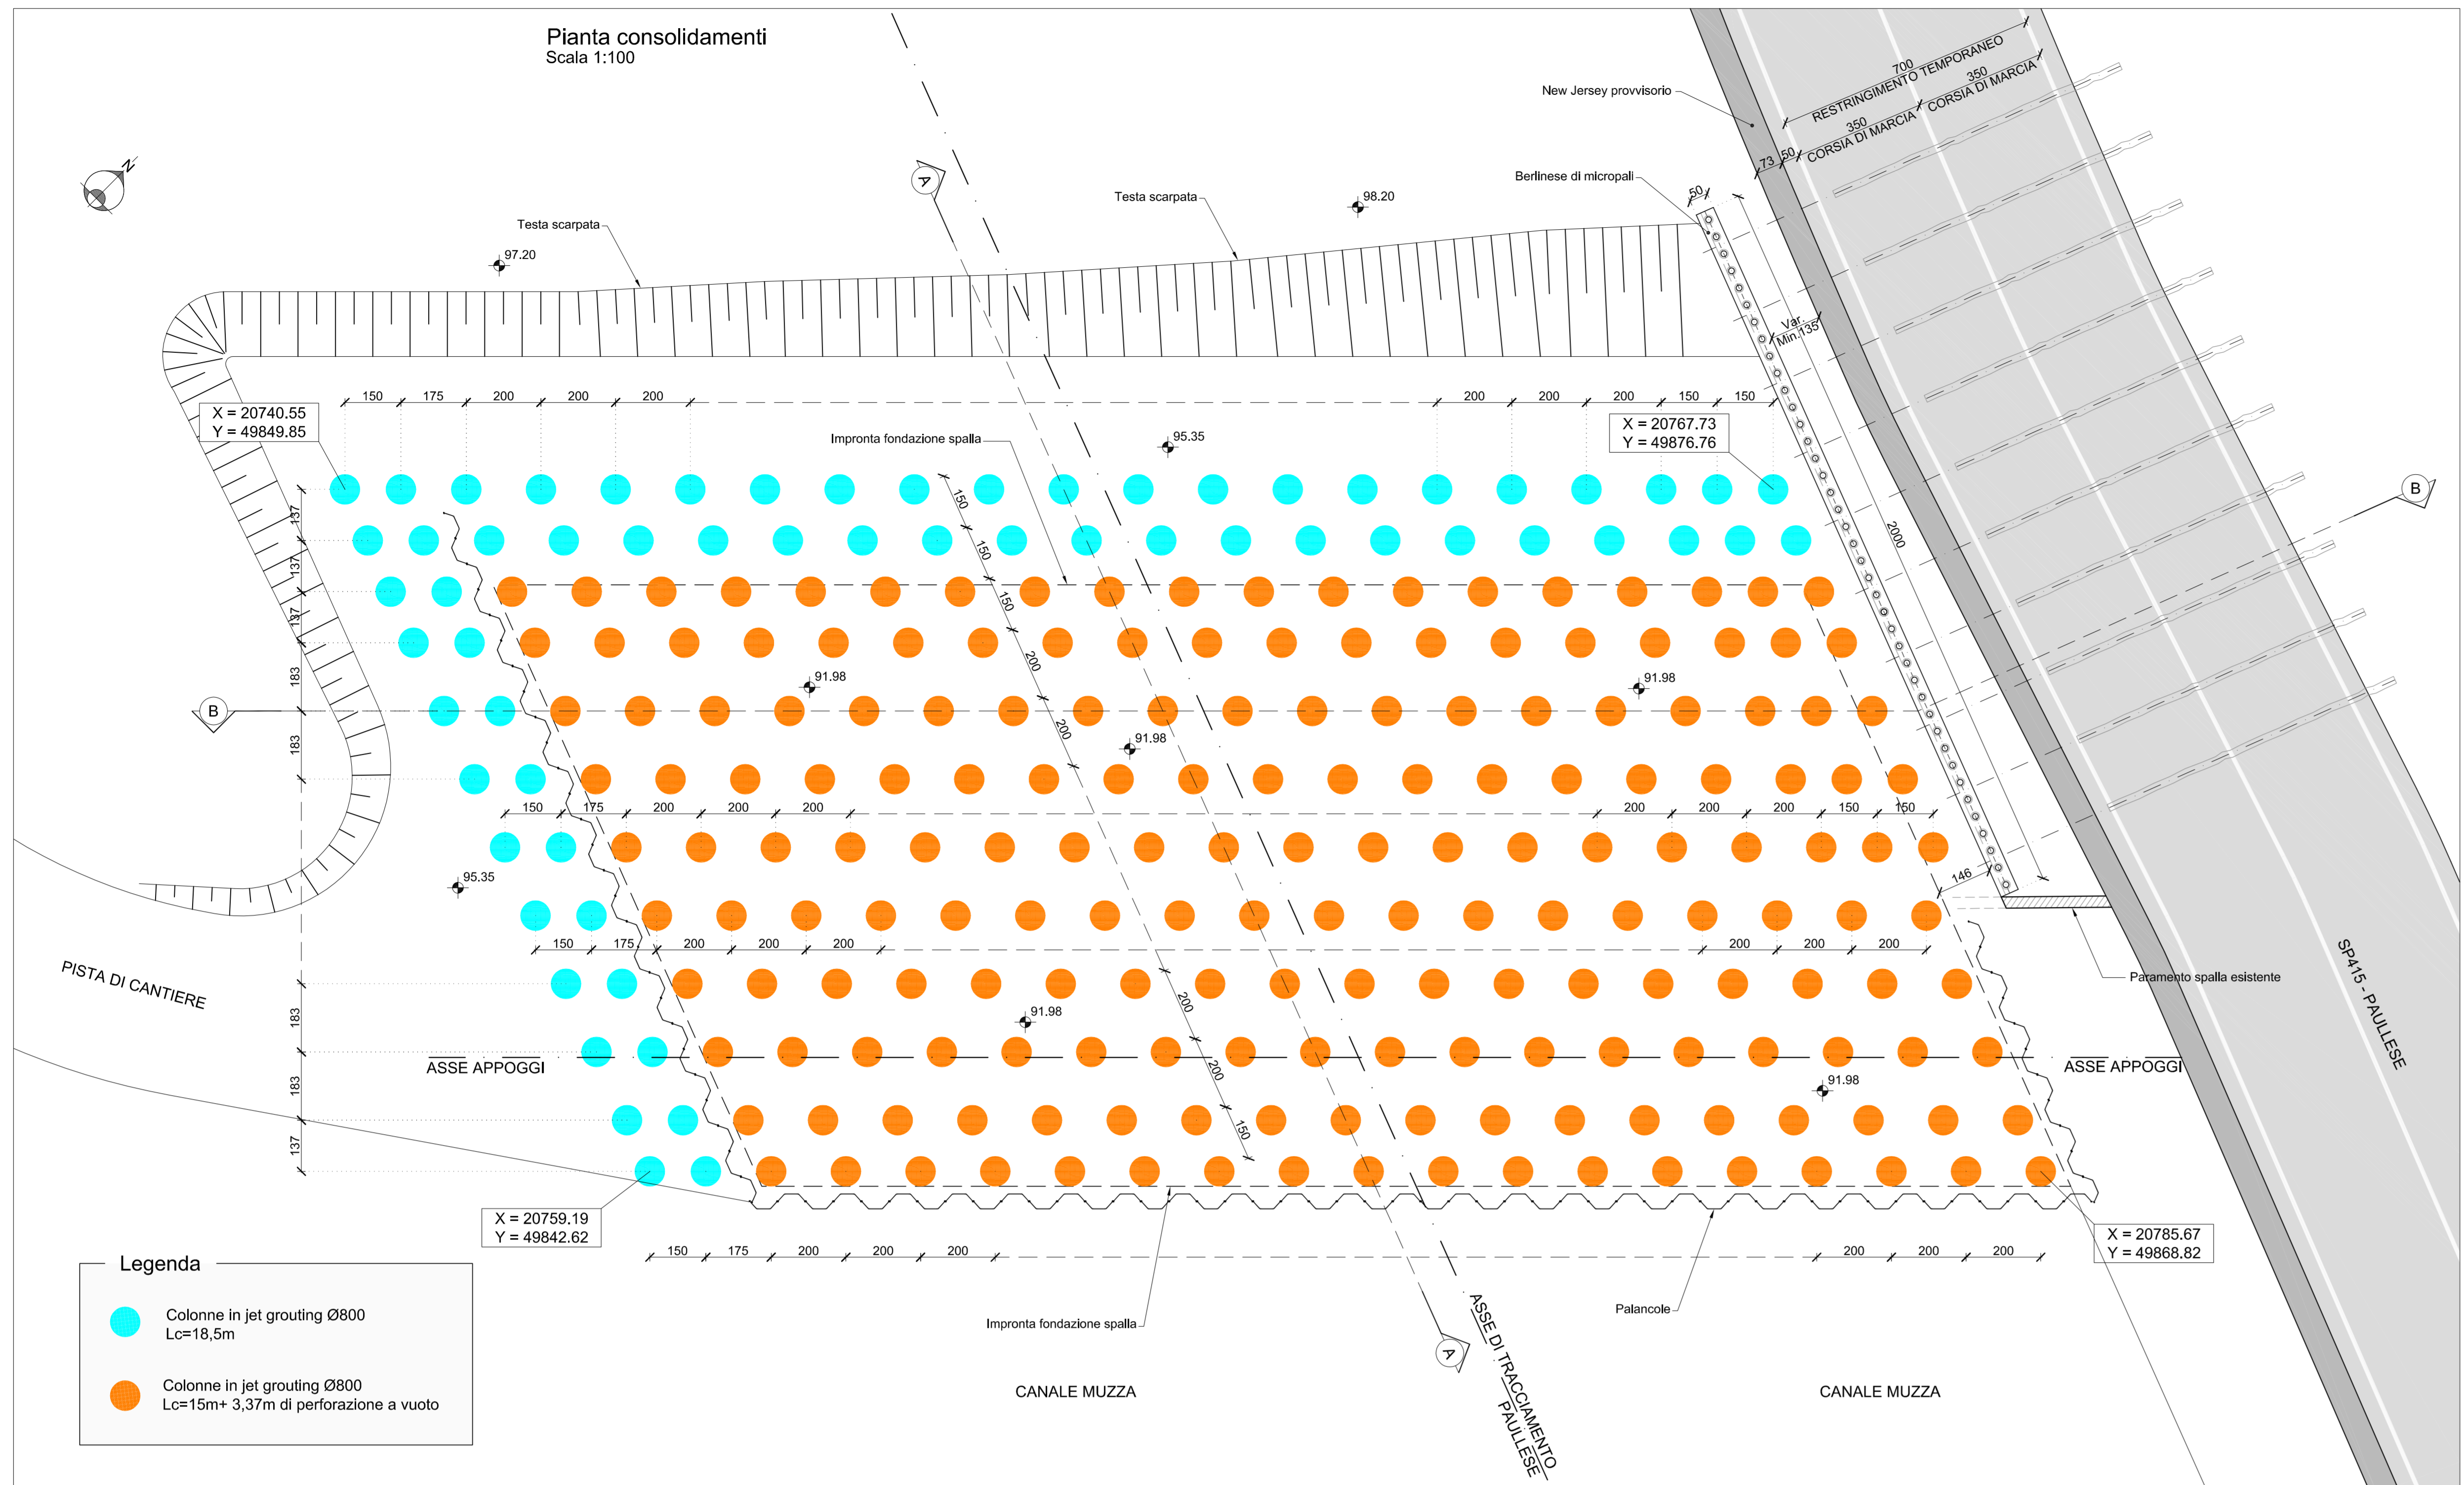 Pianta consolidamenti
Scala 1:100
N
A
New Jersey provvisorio
700
RESTRINGIMENTO TEMPORANEO
350
CORSIA DI MARCIA
350
CORSIA DI MARCIA
73
50
Berlinese di micropali
50
Testa scarpata
Testa scarpata
98.20
97.20
Var.
Min.135
150
175
200
200
200
200
200
200
150
150
X = 20740.55
Y = 49849.85
X = 20767.73
Y = 49876.76
Impronta fondazione spalla
95.35
B
2000
137
137
137
183
183
150
150
150
200
200
91.98
91.98
91.98
B
150
175
200
200
200
200
200
200
150
150
95.35
146
150
175
200
200
200
200
200
200
PISTA DI CANTIERE
Paramento spalla esistente
SP415 - PAULLESE
183
183
137
200
200
150
91.98
91.98
ASSE APPOGGI
ASSE APPOGGI
X = 20759.19
Y = 49842.62
X = 20785.67
Y = 49868.82
150
175
200
200
200
200
200
200
Impronta fondazione spalla
Palancole
A
ASSE DI TRACCIAMENTO
PAULLESE
CANALE MUZZA
CANALE MUZZA
Legenda
Colonne in jet grouting Ø800
Lc=18,5m
Colonne in jet grouting Ø800
Lc=15m+ 3,37m di perforazione a vuoto